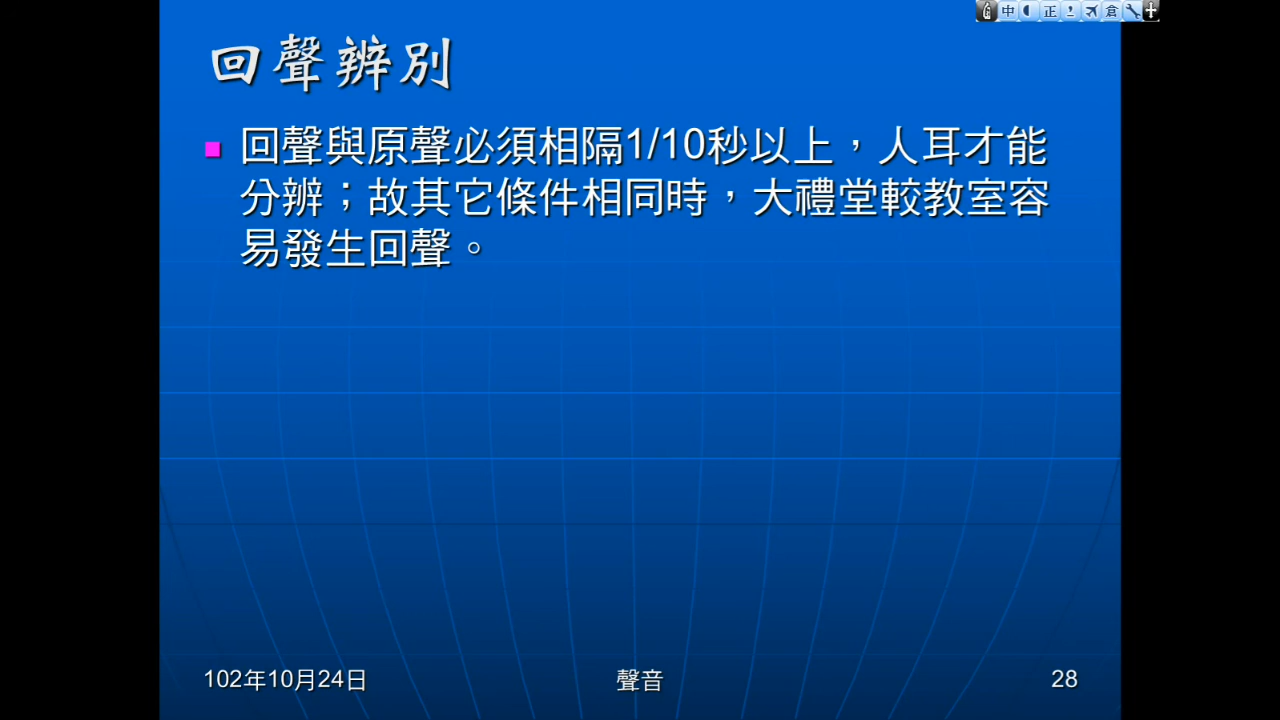 中 正 倉
回聲辨別
回聲與原聲必須相隔1/10秒以上，人耳才能
分辨；故其它條件相同時，大禮堂較教室容
易發生回聲。
102年10月24日 聲音 28